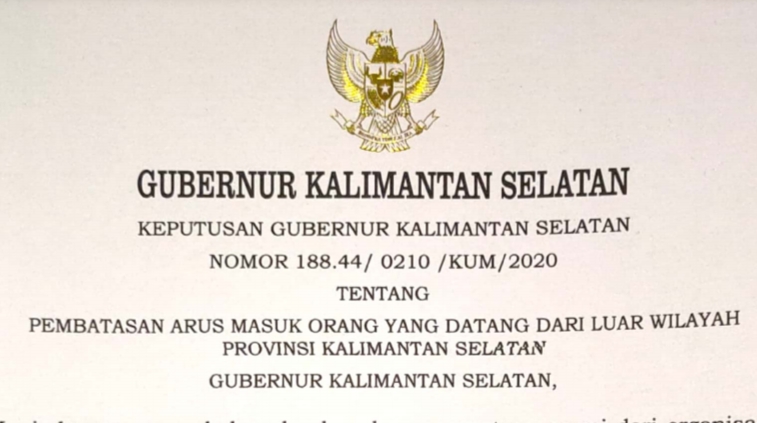 GUBERNUR KALIMANTAN SELATAN
KEPUTUSAN GUBERNUR KALIMANTAN SELATAN
NOMOR 188.44/ 0210 /KUM/2020
TENTANG
PEMBATASAN ARUS MASUK ORANG YANG DATANG DARI LUAR WILAYAH
PROVINSI KALIMANTAN SELATAN
GUBERNUR KALIMANTAN SELATAN,